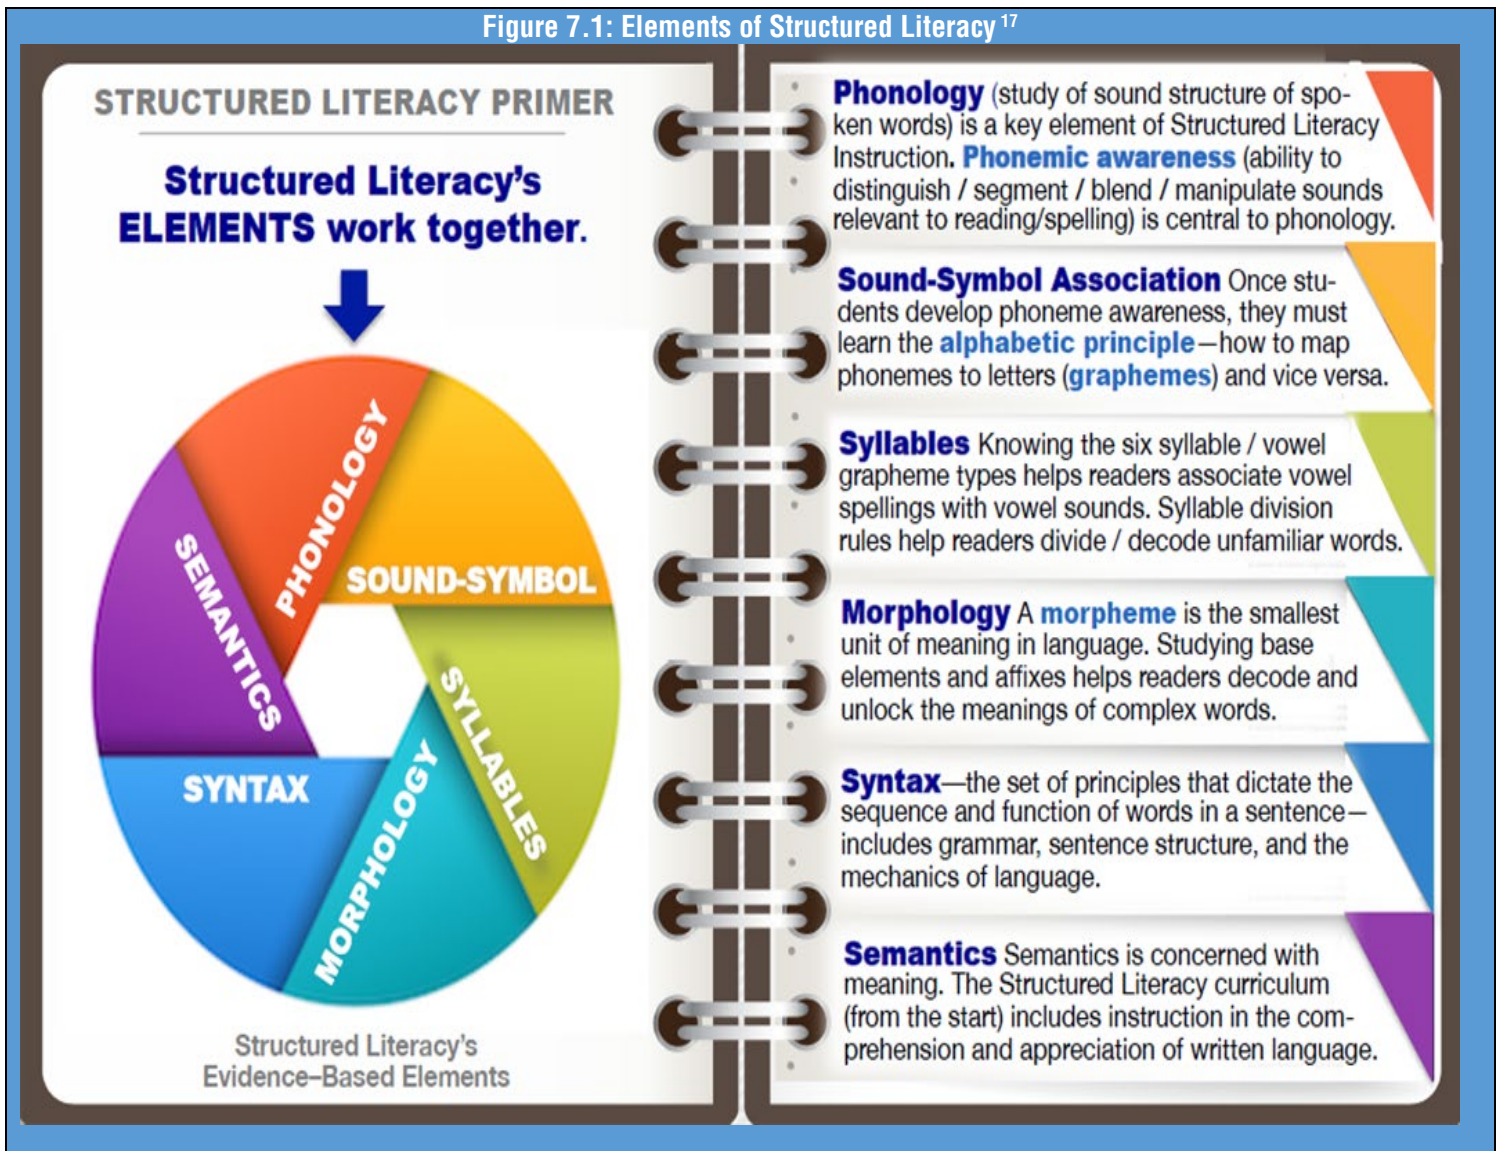 Figure 7.1: Elements of Structured Literacy 17
STRUCTURED LITERACY PRIMER
Structured Literacy's
ELEMENTS work together.
PHONOLOGY
SOUND-SYMBOL
SYLLABLES
MORPHOLOGY
SYNTAX
SEMANTICS
Structured Literacy's
Evidence–Based Elements
Phonology (study of sound structure of spo-
ken words) is a key element of Structured Literacy
Instruction. Phonemic awareness (ability to
distinguish / segment / blend / manipulate sounds
relevant to reading/spelling) is central to phonology.
Sound-Symbol Association Once stu-
dents develop phoneme awareness, they must
learn the alphabetic principle—how to map
phonemes to letters (graphemes) and vice versa.
Syllables Knowing the six syllable / vowel
grapheme types helps readers associate vowel
spellings with vowel sounds. Syllable division
rules help readers divide / decode unfamiliar words.
Morphology A morpheme is the smallest
unit of meaning in language. Studying base
elements and affixes helps readers decode and
unlock the meanings of complex words.
Syntax—the set of principles that dictate the
sequence and function of words in a sentence—
includes grammar, sentence structure, and the
mechanics of language.
Semantics Semantics is concerned with
meaning. The Structured Literacy curriculum
(from the start) includes instruction in the com-
prehension and appreciation of written language.